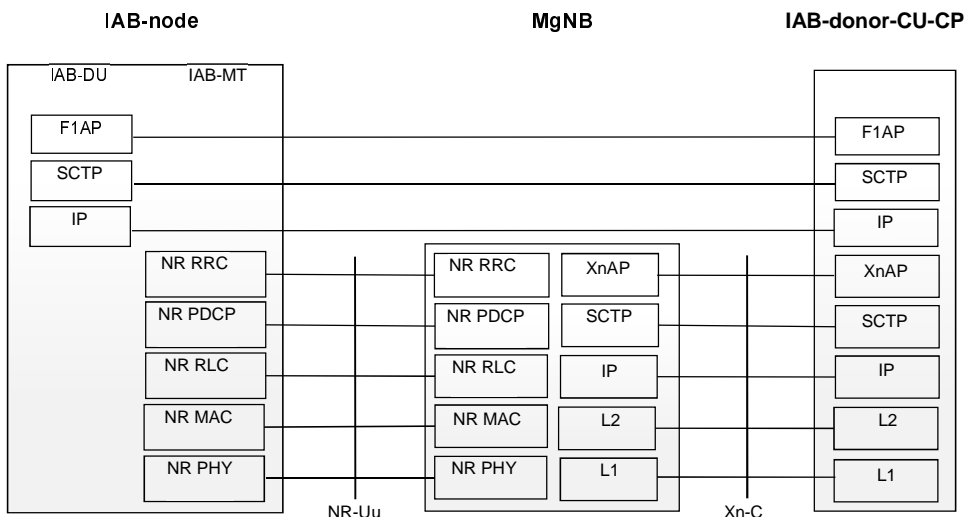 IAB-node MgNB IAB-donor-CU-CP
IAB-DU IAB-MT
F1AP F1AP
SCTP SCTP
IP IP
NR RRC NR RRC XnAP XnAP
NR PDCP NR PDCP SCTP SCTP
NR RLC NR RLC IP IP
NR MAC NR MAC L2 L2
NR PHY NR PHY L1 L1
NR-Uu Xn-C